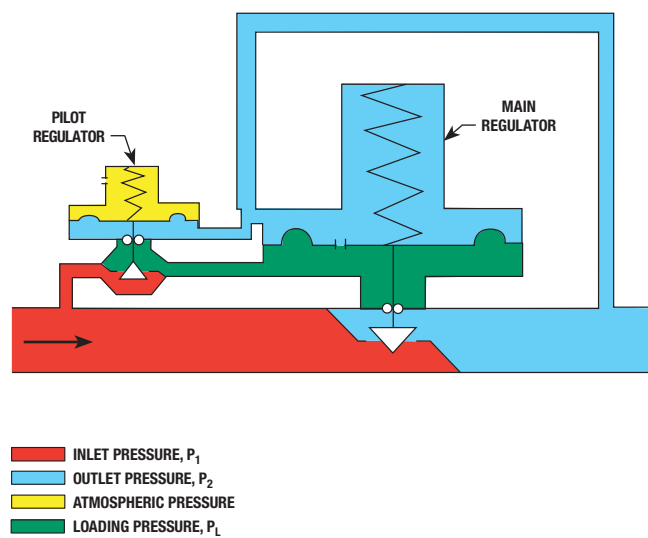 PILOT
REGULATOR
MAIN
REGULATOR
INLET PRESSURE, P1
OUTLET PRESSURE, P2
ATMOSPHERIC PRESSURE
LOADING PRESSURE, PL